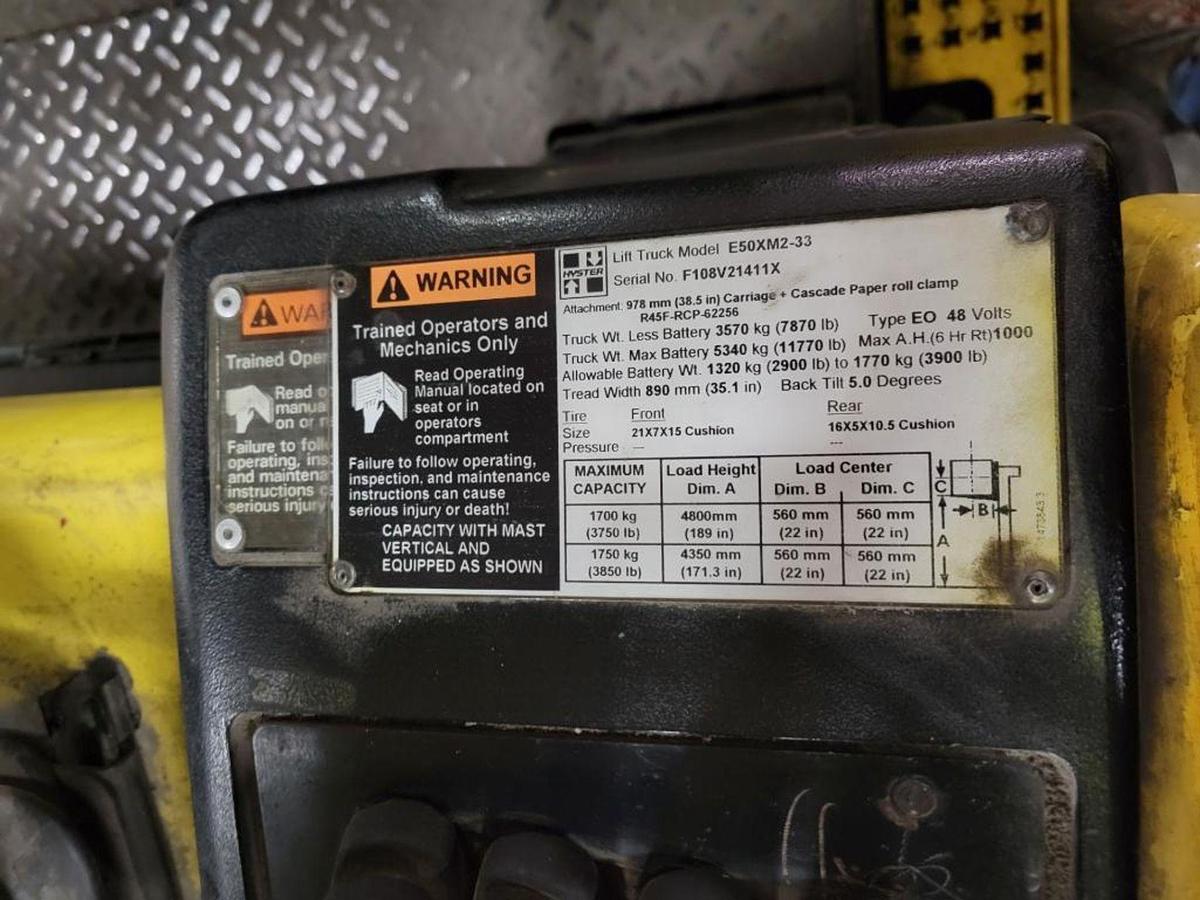 WARNING
Trained Operators and
Mechanics Only
Read Operating
Manual located on
seat or in
operators
compartment
Failure to follow operating,
inspection, and maintenance
instructions can cause
serious injury or death!
CAPACITY WITH MAST
VERTICAL AND
EQUIPPED AS SHOWN
HYSTER
Lift Truck Model E50XM2-33
Serial No. F108V21411X
Attachment: 978 mm (38.5 in) Carriage + Cascade Paper roll clamp
R45F-RCP-62256
Truck Wt. Less Battery 3570 kg (7870 lb) Type EO 48 Volts
Truck Wt. Max Battery 5340 kg (11770 lb) Max A.H.(6 Hr Rt)1000
Allowable Battery Wt. 1320 kg (2900 lb) to 1770 kg (3900 lb)
Tread Width 890 mm (35.1 in) Back Tilt 5.0 Degrees
Tire Front Rear
Size 21X7X15 Cushion 16X5X10.5 Cushion
Pressure --- ---
MAXIMUM CAPACITY Load Height Dim. A Load Center Dim. B Dim. C
1700 kg 4800mm 560 mm 560 mm
(3750 lb) (189 in) (22 in) (22 in)
1750 kg 4350 mm 560 mm 560 mm
(3850 lb) (171.3 in) (22 in) (22 in)
C
B
A
WAR
Trained Oper
Read o
manua
on or
Failure to foll
operating, ins
and maintena
instructions c
serious injury